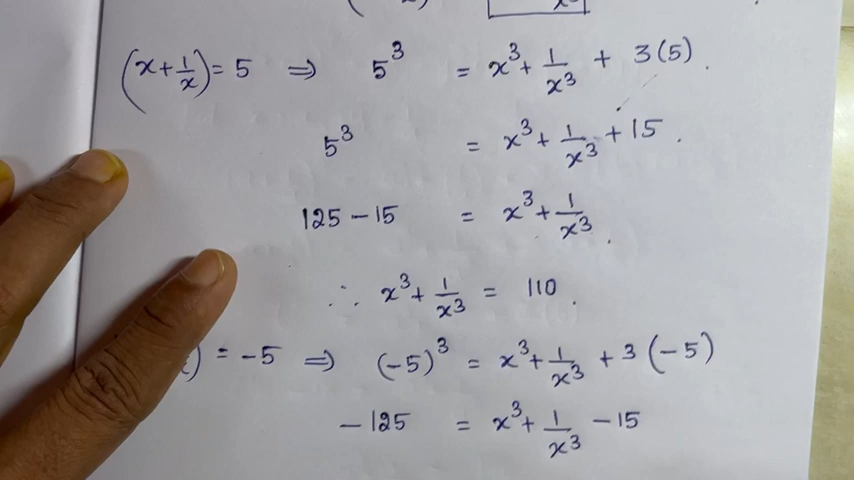 (x + 1/x) = 5 ⇒ 5³ = x³ + 1/x³ + 3(5).
5³ = x³ + 1/x³ + 15.
125 − 15 = x³ + 1/x³.
∴ x³ + 1/x³ = 110.
) = −5 ⇒ (−5)³ = x³ + 1/x³ + 3(−5)
−125 = x³ + 1/x³ − 15